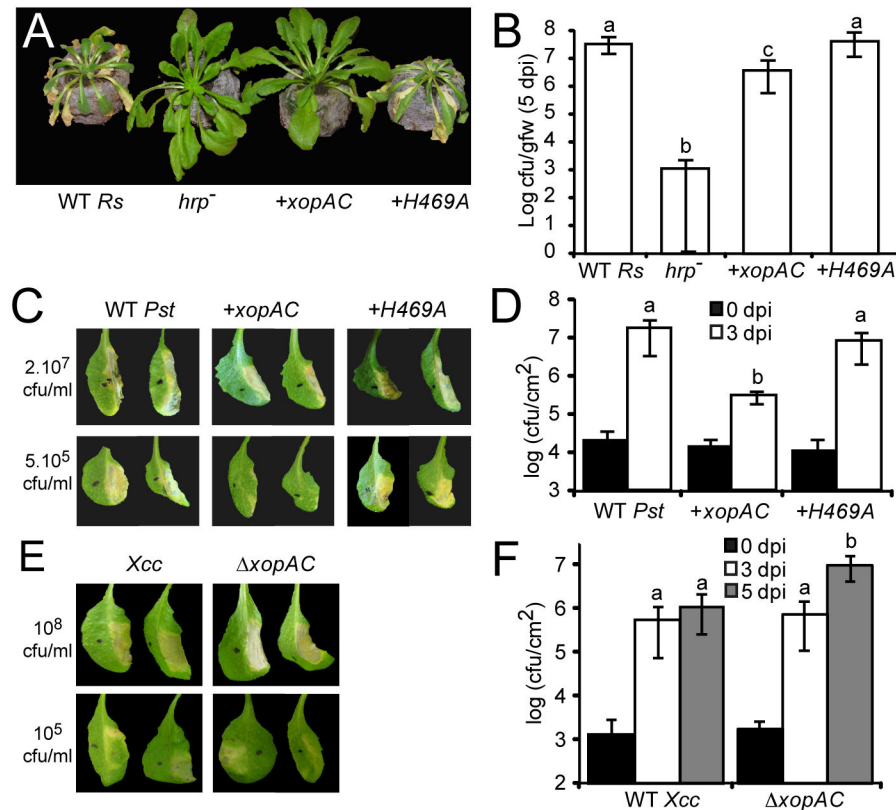 A
WT Rs hrp⁻ +xopAC +H469A
B
Log cfu/gfw (5 dpi)
8
7
6
5
4
3
2
1
0
a
b
c
a
WT Rs hrp⁻ +xopAC +H469A
C
WT Pst +xopAC +H469A
2.10⁷
cfu/ml
5.10⁵
cfu/ml
D
0 dpi
3 dpi
log (cfu/cm²)
8
7
6
5
4
3
a
b
a
WT Pst +xopAC +H469A
E
Xcc ΔxopAC
10⁸
cfu/ml
10⁵
cfu/ml
F
0 dpi
3 dpi
5 dpi
log (cfu/cm²)
7
6
5
4
3
2
a a
a b
WT Xcc ΔxopAC